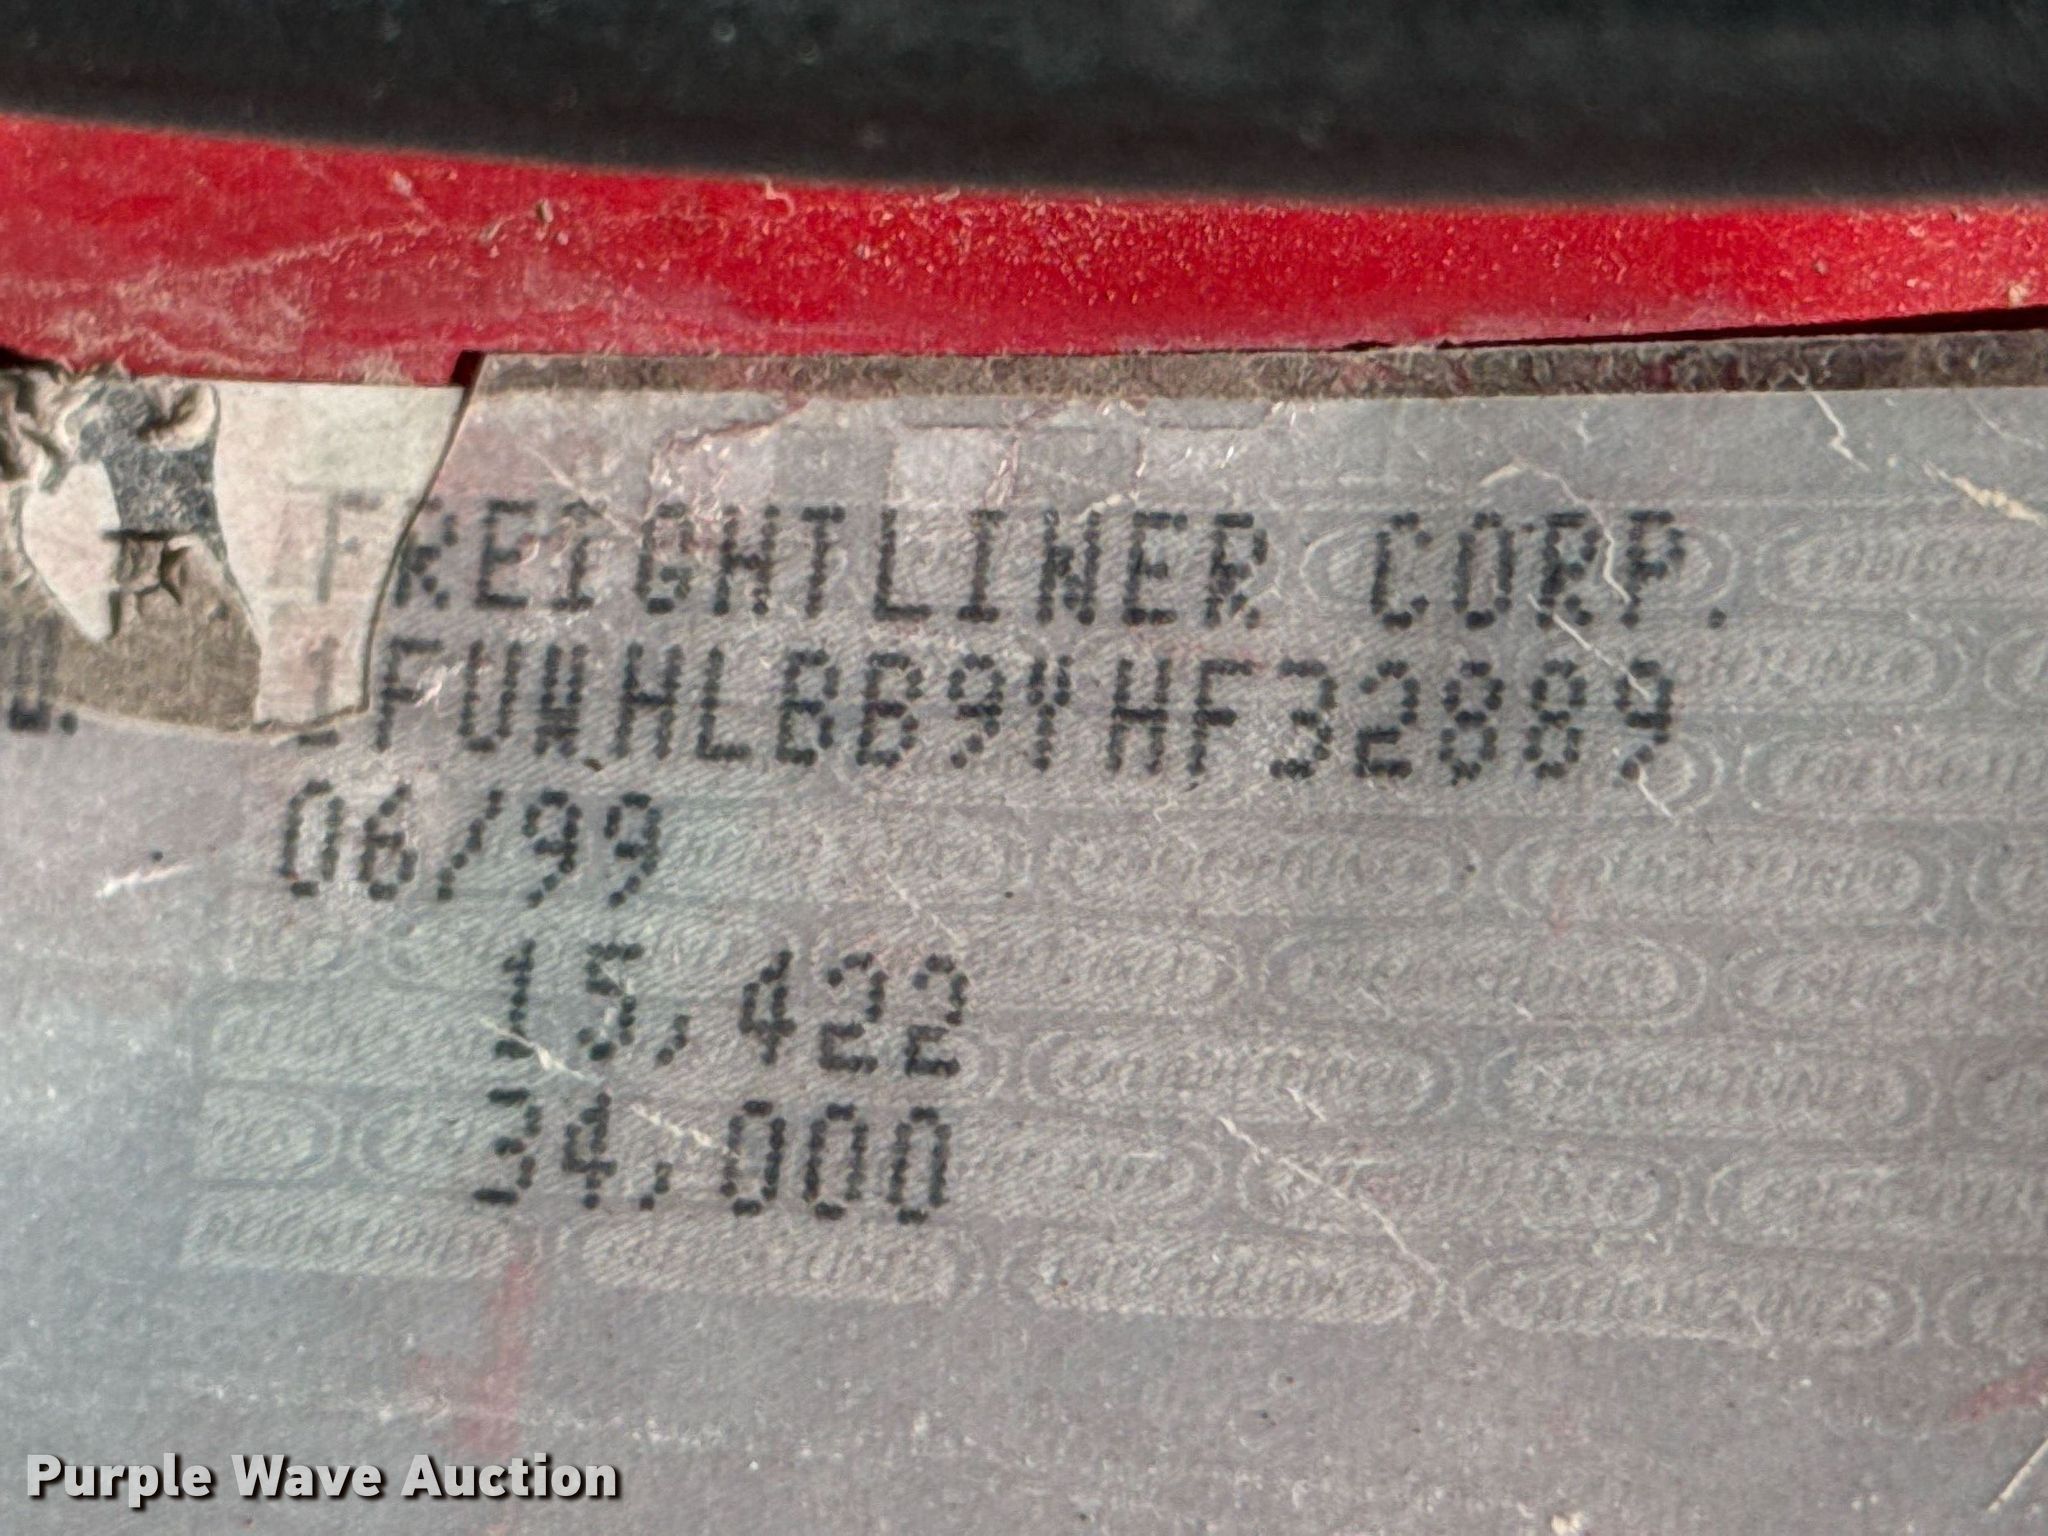 FREIGHTLINER CORP.
1FUWHLBB9YHF32889
06/99
15,422
34,000
Purple Wave Auction